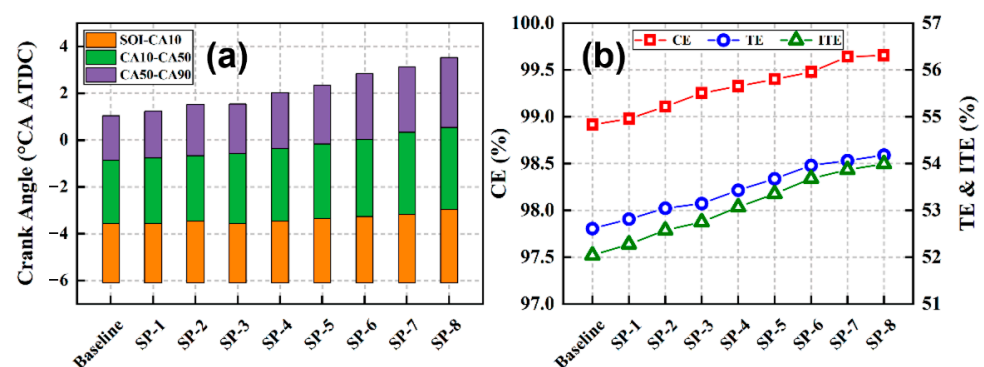 (a)
SOI-CA10
CA10-CA50
CA50-CA90
Crank Angle (°CA ATDC)
4
2
0
−2
−4
−6
Baseline
SP-1
SP-2
SP-3
SP-4
SP-5
SP-6
SP-7
SP-8
(b)
CE TE ITE
CE (%)
100.0
99.5
99.0
98.5
98.0
97.5
97.0
TE & ITE (%)
57
56
55
54
53
52
51
Baseline
SP-1
SP-2
SP-3
SP-4
SP-5
SP-6
SP-7
SP-8